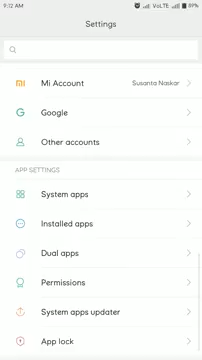 9:12 AM VoLTE 89%
Settings
Mi Account Susanta Naskar
Google
Other accounts
APP SETTINGS
System apps
Installed apps
Dual apps
Permissions
System apps updater
App lock